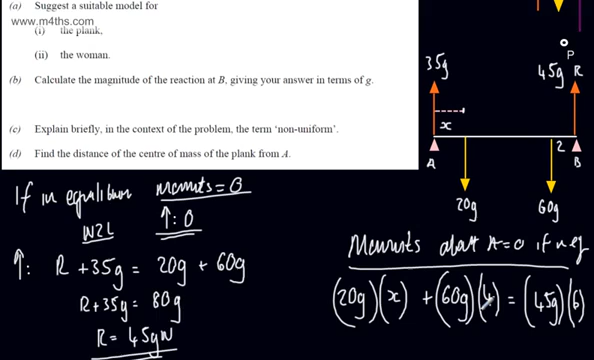 (a) Suggest a suitable model for
www.m4ths.com
(i) the plank,
(ii) the woman.
(b) Calculate the magnitude of the reaction at B, giving your answer in terms of g.
(c) Explain briefly, in the context of the problem, the term ‘non-uniform’.
(d) Find the distance of the centre of mass of the plank from A.
P
35g
45g R
x
2
A
B
20g
60g
If in equilibrium moments = 0
↑: 0
N2L
↑: R + 35g = 20g + 60g
R + 35g = 80g
R = 45g N
Moments about A = 0 if in eq
(20g)(x) + (60g)(4) = (45g)(6)